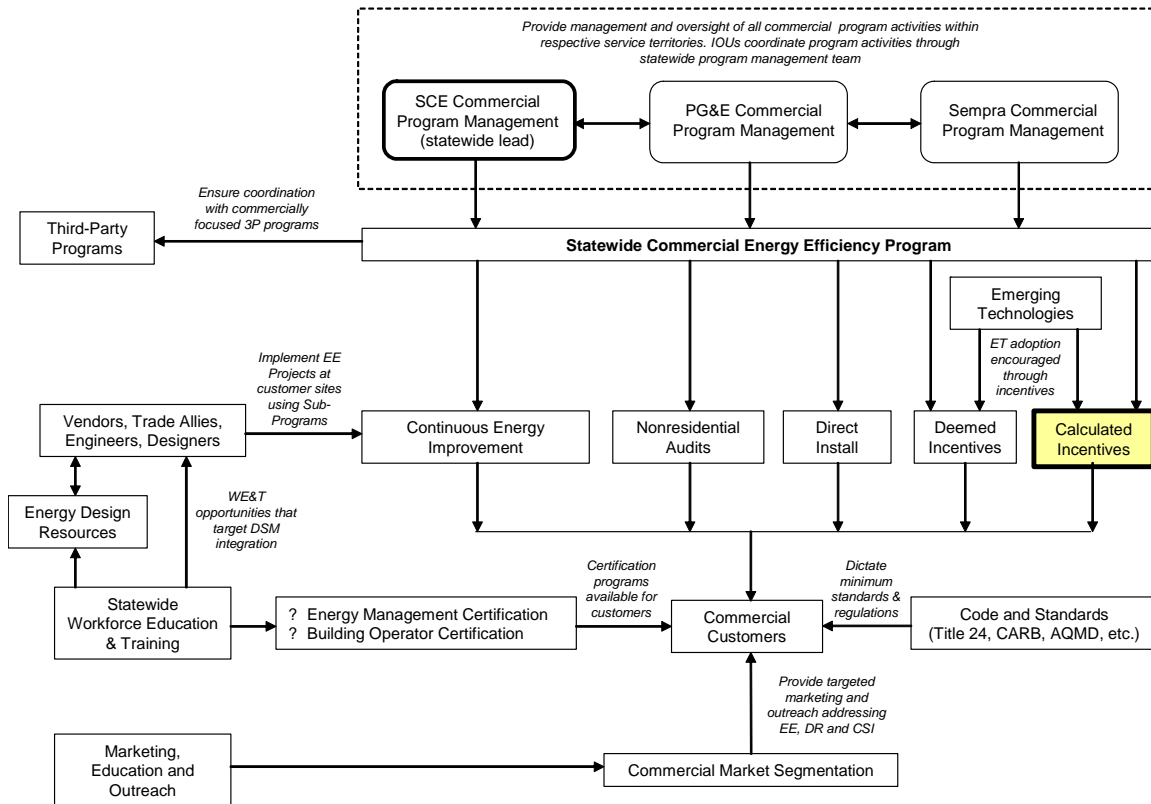 Provide management and oversight of all commercial program activities within
respective service territories. IOUs coordinate program activities through
statewide program management team
SCE Commercial
Program Management
(statewide lead)
PG&E Commercial
Program Management
Sempra Commercial
Program Management
Ensure coordination
with commercially
focused 3P programs
Third-Party
Programs
Statewide Commercial Energy Efficiency Program
Emerging
Technologies
ET adoption
encouraged
through
incentives
Implement EE
Projects at
customer sites
using Sub-
Programs
Vendors, Trade Allies,
Engineers, Designers
Continuous Energy
Improvement
Nonresidential
Audits
Direct
Install
Deemed
Incentives
Calculated
Incentives
Energy Design
Resources
WE&T
opportunities that
target DSM
integration
Certification
programs
available for
customers
Dictate
minimum
standards &
regulations
Statewide
Workforce Education
& Training
? Energy Management Certification
? Building Operator Certification
Commercial
Customers
Code and Standards
(Title 24, CARB, AQMD, etc.)
Provide targeted
marketing and
outreach addressing
EE, DR and CSI
Marketing,
Education and
Outreach
Commercial Market Segmentation